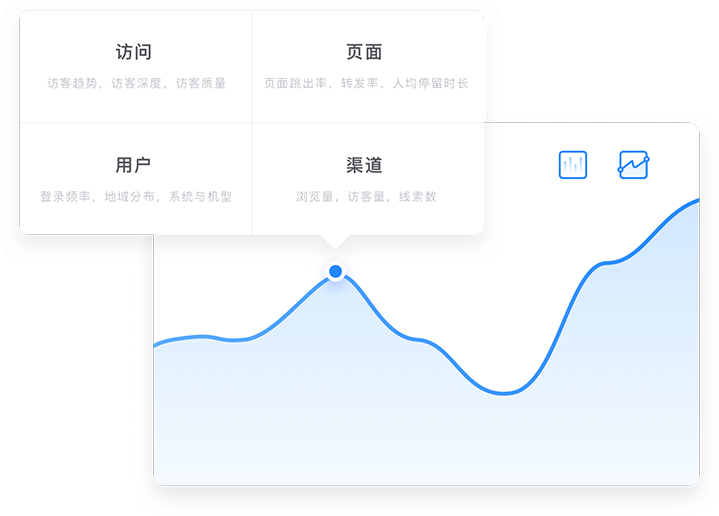 访问
访客趋势，访客深度，访客质量
页面
页面跳出率，转发率，人均停留时长
用户
登录频率，地域分布，系统与机型
渠道
浏览量，访客量，线索数